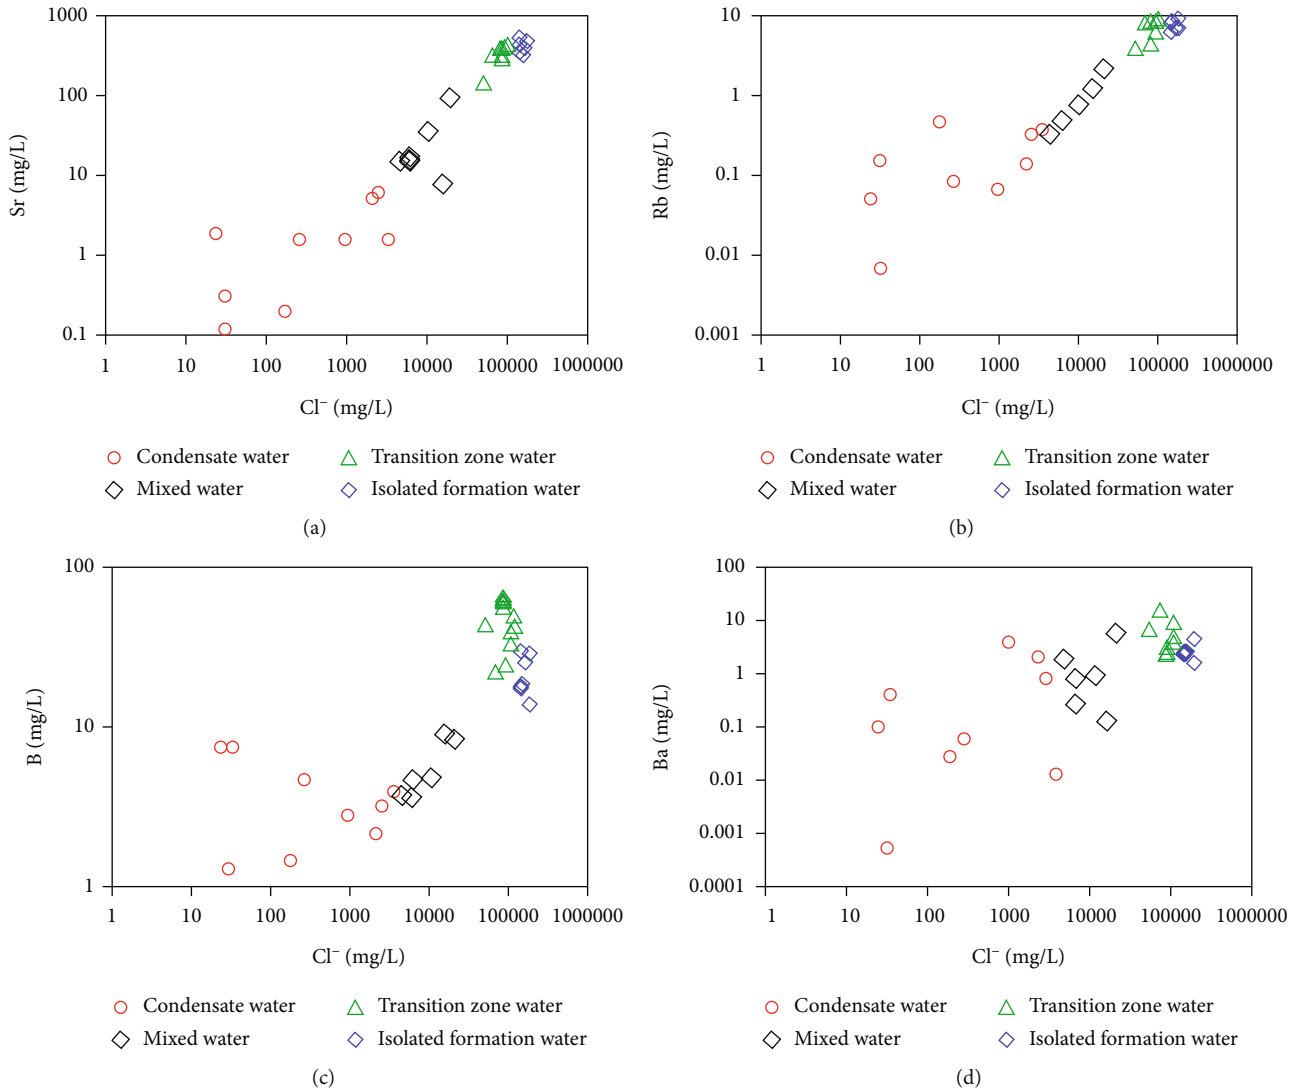 1000
100
10
1
0.1
Sr (mg/L)
1 10 100 1000 10000 100000 1000000
Cl⁻ (mg/L)
Condensate water
Transition zone water
Mixed water
Isolated formation water
(a)
10
1
0.1
0.01
0.001
Rb (mg/L)
1 10 100 1000 10000 100000 1000000
Cl⁻ (mg/L)
Condensate water
Transition zone water
Mixed water
Isolated formation water
(b)
100
10
1
B (mg/L)
1 10 100 1000 10000 100000 1000000
Cl⁻ (mg/L)
Condensate water
Transition zone water
Mixed water
Isolated formation water
(c)
100
10
1
0.1
0.01
0.001
0.0001
Ba (mg/L)
1 10 100 1000 10000 100000 1000000
Cl⁻ (mg/L)
Condensate water
Transition zone water
Mixed water
Isolated formation water
(d)